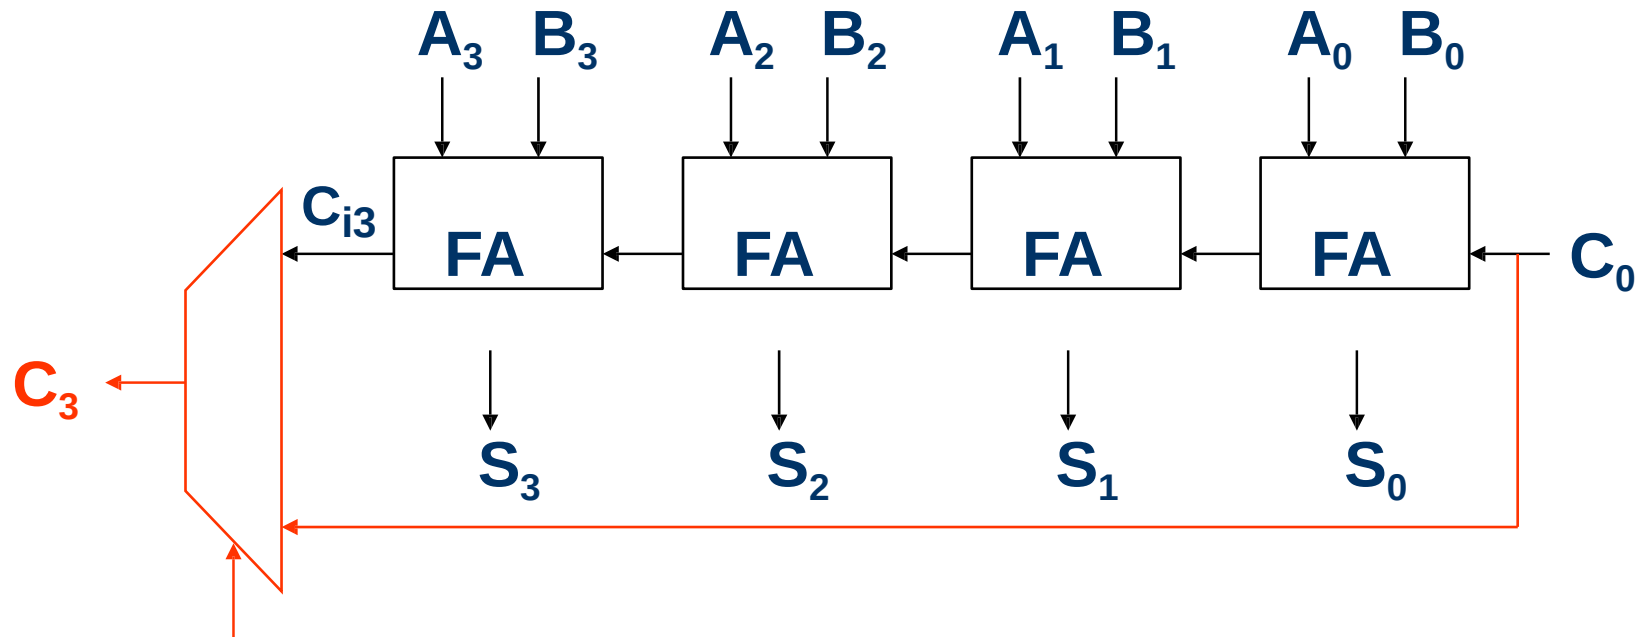 A3 B3 A2 B2 A1 B1 A0 B0
Ci3 FA FA FA FA C0
C3
S3 S2 S1 S0